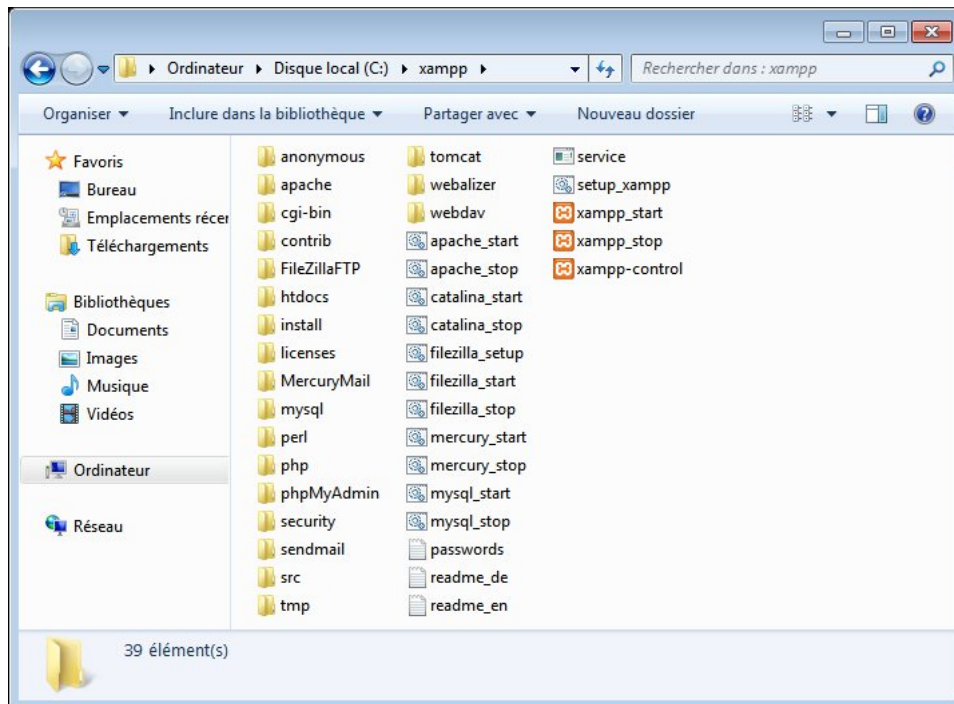 Ordinateur ▸ Disque local (C:) ▸ xampp ▸
Rechercher dans : xampp
Organiser Inclure dans la bibliothèque Partager avec Nouveau dossier
Favoris
Bureau
Emplacements récer
Téléchargements
Bibliothèques
Documents
Images
Musique
Vidéos
Ordinateur
Réseau
anonymous
apache
cgi-bin
contrib
FileZillaFTP
htdocs
install
licenses
MercuryMail
mysql
perl
php
phpMyAdmin
security
sendmail
src
tmp
tomcat
webalizer
webdav
apache_start
apache_stop
catalina_start
catalina_stop
filezilla_setup
filezilla_start
filezilla_stop
mercury_start
mercury_stop
mysql_start
mysql_stop
passwords
readme_de
readme_en
service
setup_xampp
xampp_start
xampp_stop
xampp-control
39 élément(s)